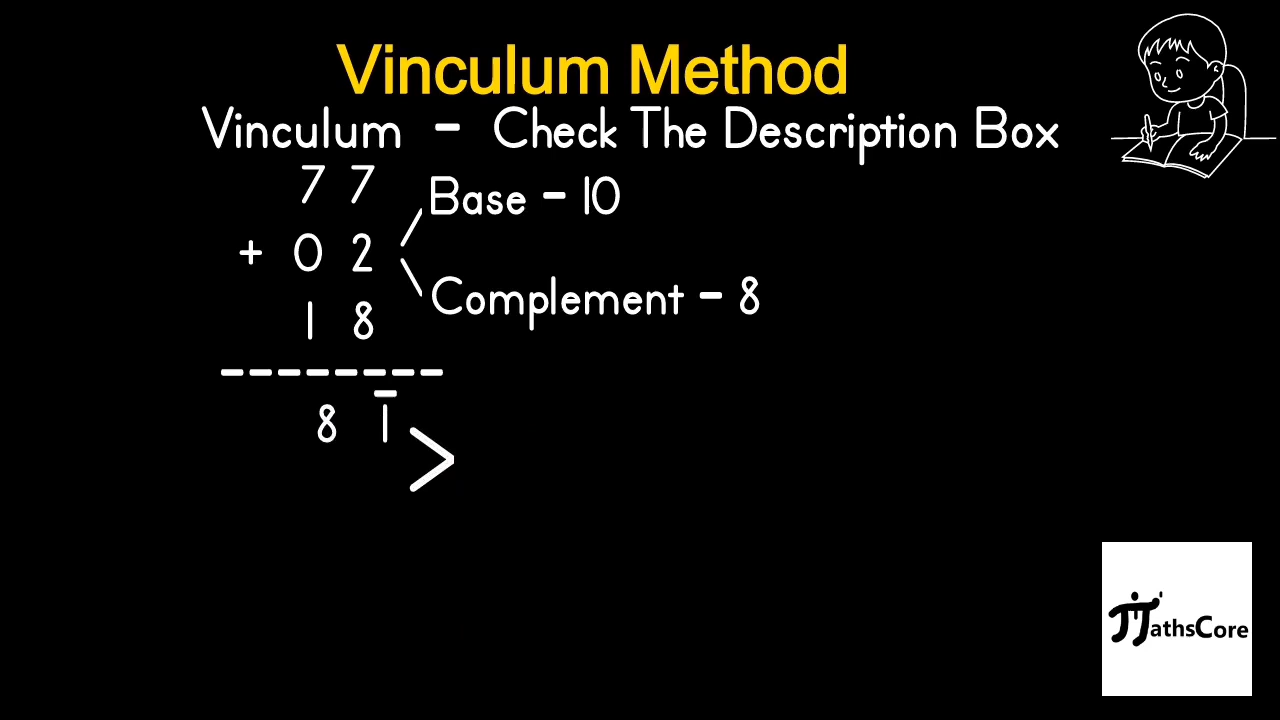 Vinculum Method
Vinculum - Check The Description Box
7 7
Base - 10
+ 0 2
Complement - 8
1 8
--------
8 1̅ >
πathsCore